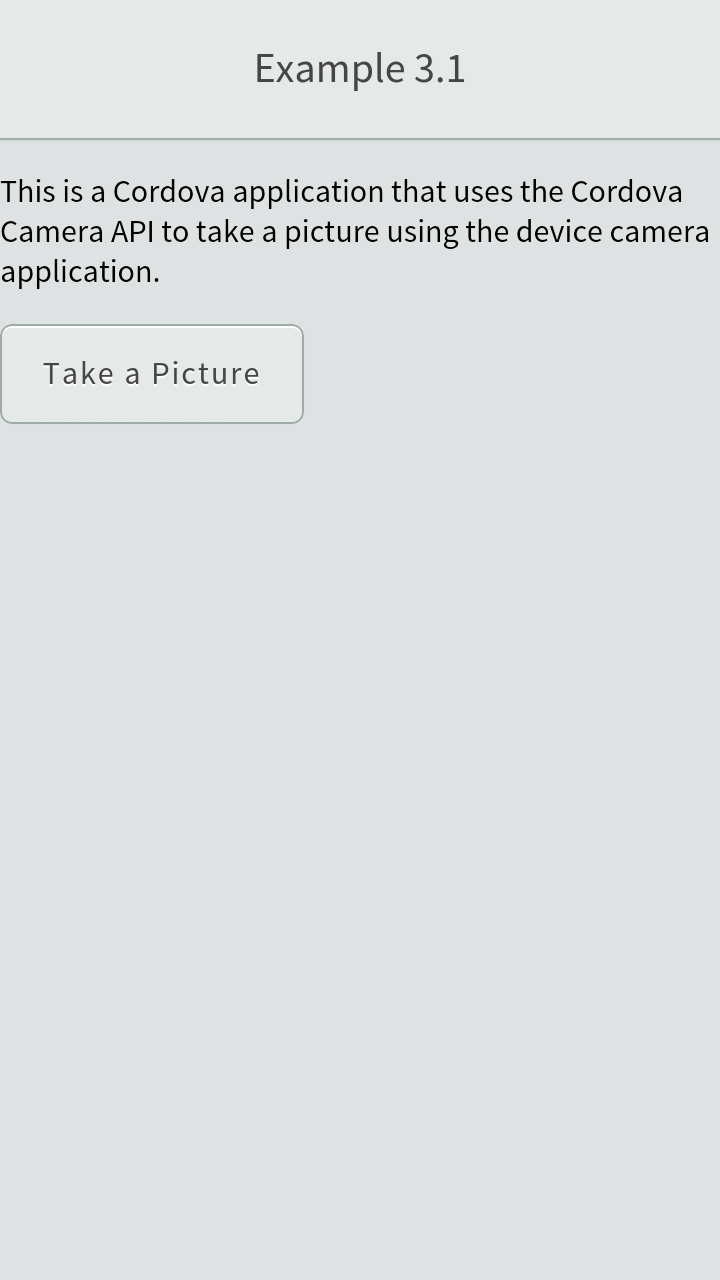 Example 3.1
This is a Cordova application that uses the Cordova
Camera API to take a picture using the device camera
application.
Take a Picture